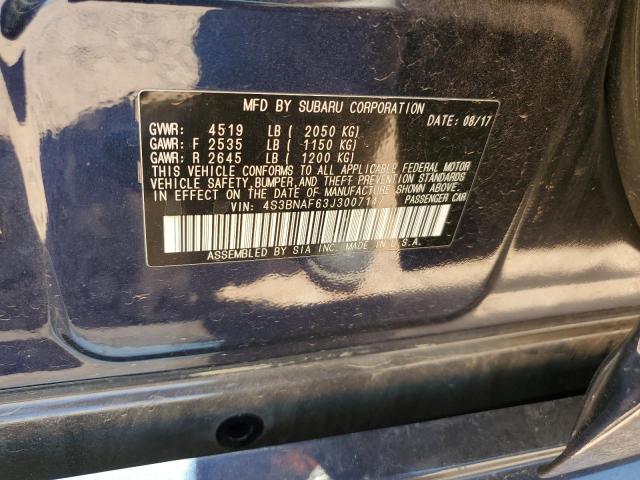 MFD BY SUBARU CORPORATION
DATE: 08/17
GVWR: 4519 LB ( 2050 KG)
GAWR: F 2535 LB ( 1150 KG)
GAWR: R 2645 LB ( 1200 KG)
THIS VEHICLE CONFORMS TO ALL APPLICABLE FEDERAL MOTOR
VEHICLE SAFETY, BUMPER, AND THEFT PREVENTION STANDARDS
IN EFFECT ON THE DATE OF MANUFACTURE SHOWN ABOVE.
VIN: PASSENGER CAR
ASSEMBLED BY SIA INC. MADE IN U.S.A.